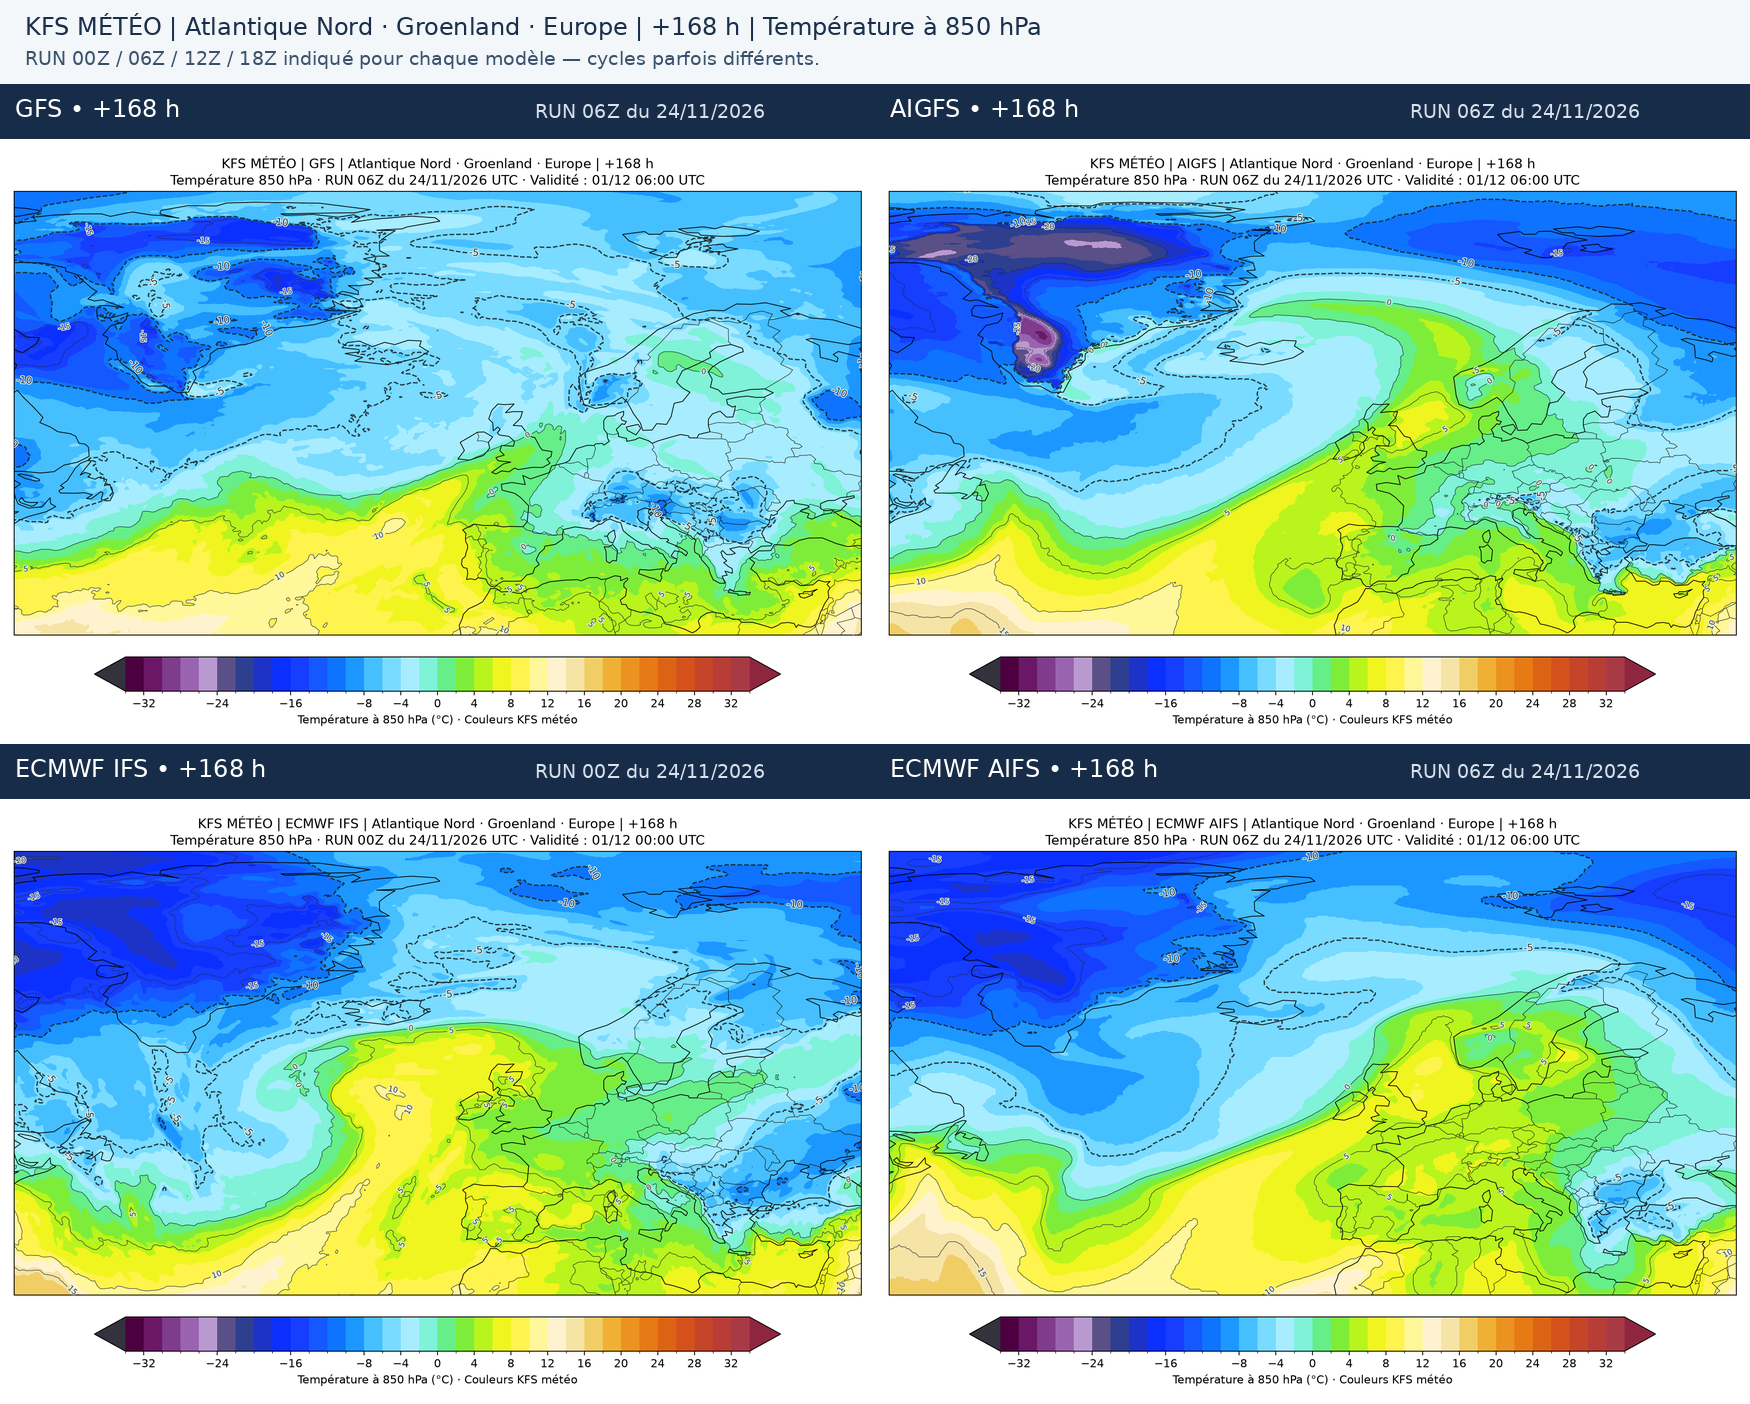 KFS MÉTÉO | Atlantique Nord · Groenland · Europe | +168 h | Température à 850 hPa
RUN 00Z / 06Z / 12Z / 18Z indiqué pour chaque modèle — cycles parfois différents.
GFS • +168 h
RUN 06Z du 24/11/2026
AIGFS • +168 h
RUN 06Z du 24/11/2026
KFS MÉTÉO | GFS | Atlantique Nord · Groenland · Europe | +168 h
Température 850 hPa · RUN 06Z du 24/11/2026 UTC · Validité : 01/12 06:00 UTC
KFS MÉTÉO | AIGFS | Atlantique Nord · Groenland · Europe | +168 h
Température 850 hPa · RUN 06Z du 24/11/2026 UTC · Validité : 01/12 06:00 UTC
−32 −24 −16 −8 −4 0 4 8 12 16 20 24 28 32
Température à 850 hPa (°C) · Couleurs KFS météo
−32 −24 −16 −8 −4 0 4 8 12 16 20 24 28 32
Température à 850 hPa (°C) · Couleurs KFS météo
ECMWF IFS • +168 h
RUN 00Z du 24/11/2026
ECMWF AIFS • +168 h
RUN 06Z du 24/11/2026
KFS MÉTÉO | ECMWF IFS | Atlantique Nord · Groenland · Europe | +168 h
Température 850 hPa · RUN 00Z du 24/11/2026 UTC · Validité : 01/12 00:00 UTC
KFS MÉTÉO | ECMWF AIFS | Atlantique Nord · Groenland · Europe | +168 h
Température 850 hPa · RUN 06Z du 24/11/2026 UTC · Validité : 01/12 06:00 UTC
−32 −24 −16 −8 −4 0 4 8 12 16 20 24 28 32
Température à 850 hPa (°C) · Couleurs KFS météo
−32 −24 −16 −8 −4 0 4 8 12 16 20 24 28 32
Température à 850 hPa (°C) · Couleurs KFS météo